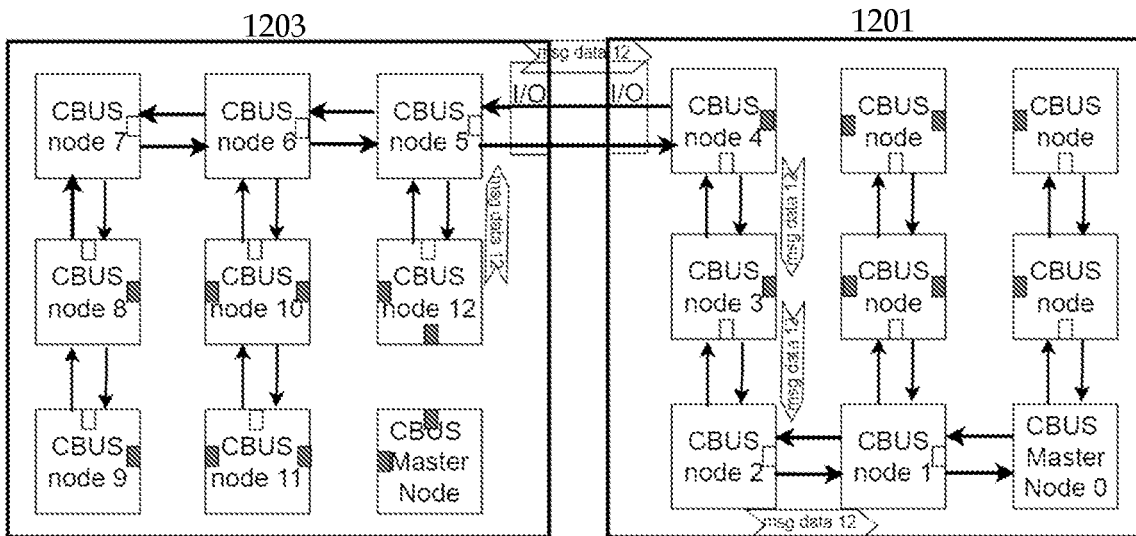 1203
1201
msg data 12
I/O
I/O
CBUS
node 7
CBUS
node 6
CBUS
node 5
CBUS
node 4
CBUS
node
CBUS
node
msg data 12
msg data 12
CBUS
node 8
CBUS
node 10
CBUS
node 12
CBUS
node 3
CBUS
node
CBUS
node
msg data 12
CBUS
node 9
CBUS
node 11
CBUS
Master
Node
CBUS
node 2
CBUS
node 1
CBUS
Master
Node 0
msg data 12